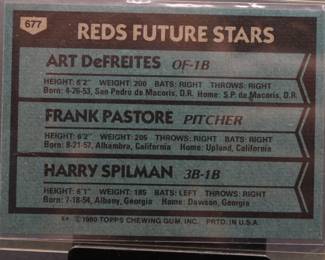 677
REDS FUTURE STARS
ART DeFREITES OF-1B
HEIGHT: 6'2" WEIGHT: 200 BATS: RIGHT THROWS: RIGHT
Born: 4-26-53, San Pedro de Macoris, D.R. Home: S.P. de Macoris, D.R.
FRANK PASTORE PITCHER
HEIGHT: 6'2" WEIGHT: 205 BATS: RIGHT THROWS: RIGHT
Born: 8-21-57, Alhambra, California Home: Upland, California
HARRY SPILMAN 3B-1B
HEIGHT: 6'1" WEIGHT: 185 BATS: LEFT THROWS: RIGHT
Born: 7-18-54, Albany, Georgia Home: Dawson, Georgia
© 1980 TOPPS CHEWING GUM, INC. PRTD. IN U.S.A.